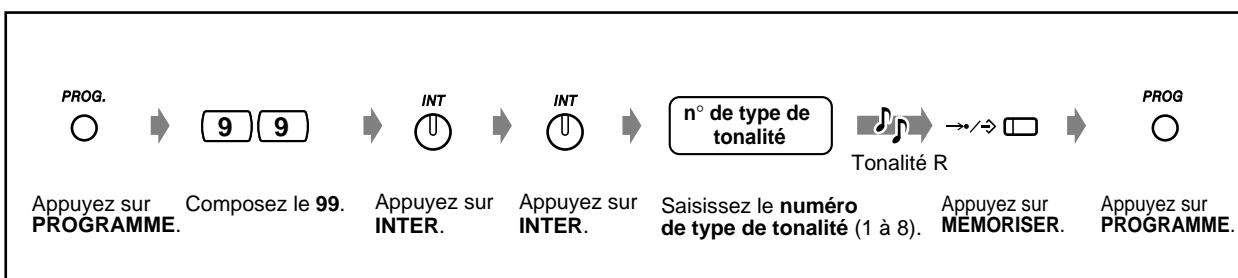 PROG.
9 9
INT
INT
n° de type de
tonalité
PROG
Tonalité R
Appuyez sur
PROGRAMME.
Composez le 99.
Appuyez sur
INTER.
Appuyez sur
INTER.
Saisissez le numéro
de type de tonalité (1 à 8).
Appuyez sur
MEMORISER.
Appuyez sur
PROGRAMME.